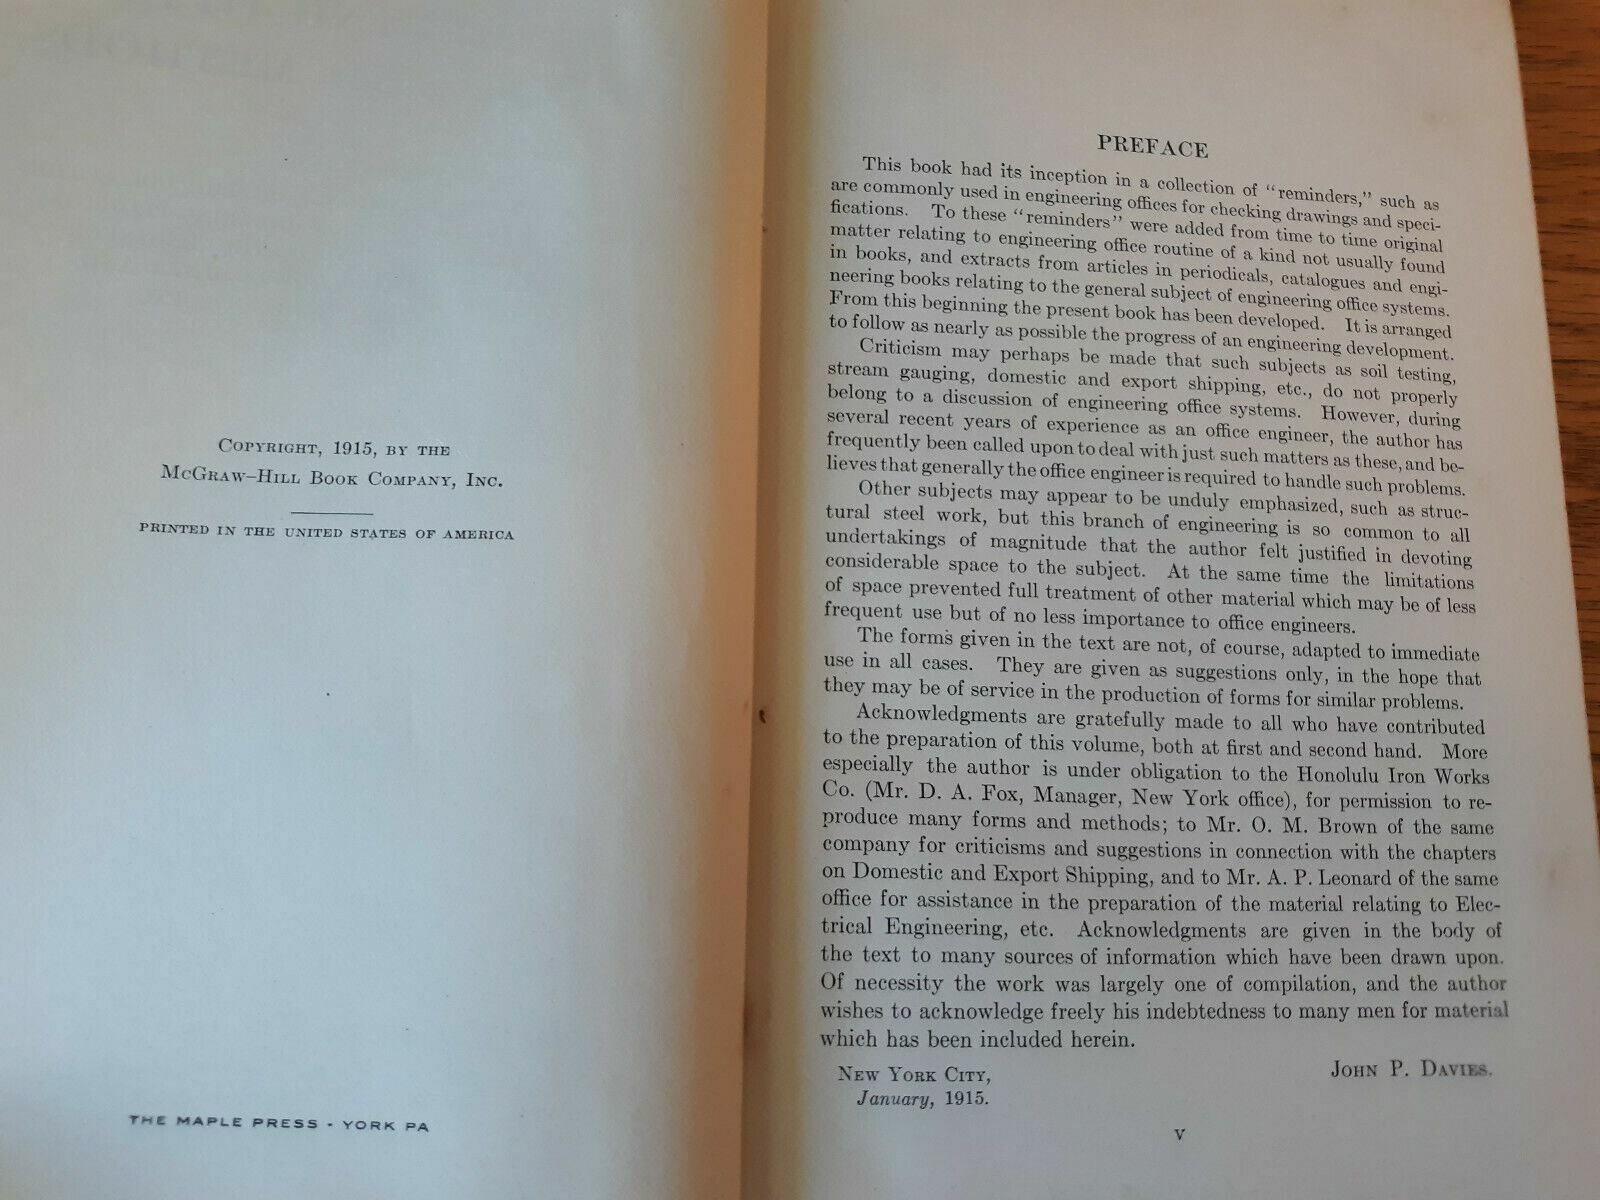 COPYRIGHT, 1915, BY THE
MCGRAW-HILL BOOK COMPANY, INC.
PRINTED IN THE UNITED STATES OF AMERICA
THE MAPLE PRESS - YORK PA
PREFACE
This book had its inception in a collection of "reminders," such as
are commonly used in engineering offices for checking drawings and speci-
fications. To these "reminders" were added from time to time original
matter relating to engineering office routine of a kind not usually found
in books, and extracts from articles in periodicals, catalogues and engi-
neering books relating to the general subject of engineering office systems.
From this beginning the present book has been developed. It is arranged
to follow as nearly as possible the progress of an engineering development.
Criticism may perhaps be made that such subjects as soil testing,
stream gauging, domestic and export shipping, etc., do not properly
belong to a discussion of engineering office systems. However, during
several recent years of experience as an office engineer, the author has
frequently been called upon to deal with just such matters as these, and be-
lieves that generally the office engineer is required to handle such problems.
Other subjects may appear to be unduly emphasized, such as struc-
tural steel work, but this branch of engineering is so common to all
undertakings of magnitude that the author felt justified in devoting
considerable space to the subject. At the same time the limitations
of space prevented full treatment of other material which may be of less
frequent use but of no less importance to office engineers.
The forms given in the text are not, of course, adapted to immediate
use in all cases. They are given as suggestions only, in the hope that
they may be of service in the production of forms for similar problems.
Acknowledgments are gratefully made to all who have contributed
to the preparation of this volume, both at first and second hand. More
especially the author is under obligation to the Honolulu Iron Works
Co. (Mr. D. A. Fox, Manager, New York office), for permission to re-
produce many forms and methods; to Mr. O. M. Brown of the same
company for criticisms and suggestions in connection with the chapters
on Domestic and Export Shipping, and to Mr. A. P. Leonard of the same
office for assistance in the preparation of the material relating to Elec-
trical Engineering, etc. Acknowledgments are given in the body of
the text to many sources of information which have been drawn upon.
Of necessity the work was largely one of compilation, and the author
wishes to acknowledge freely his indebtedness to many men for material
which has been included herein.
JOHN P. DAVIES.
NEW YORK CITY,
January, 1915.
v